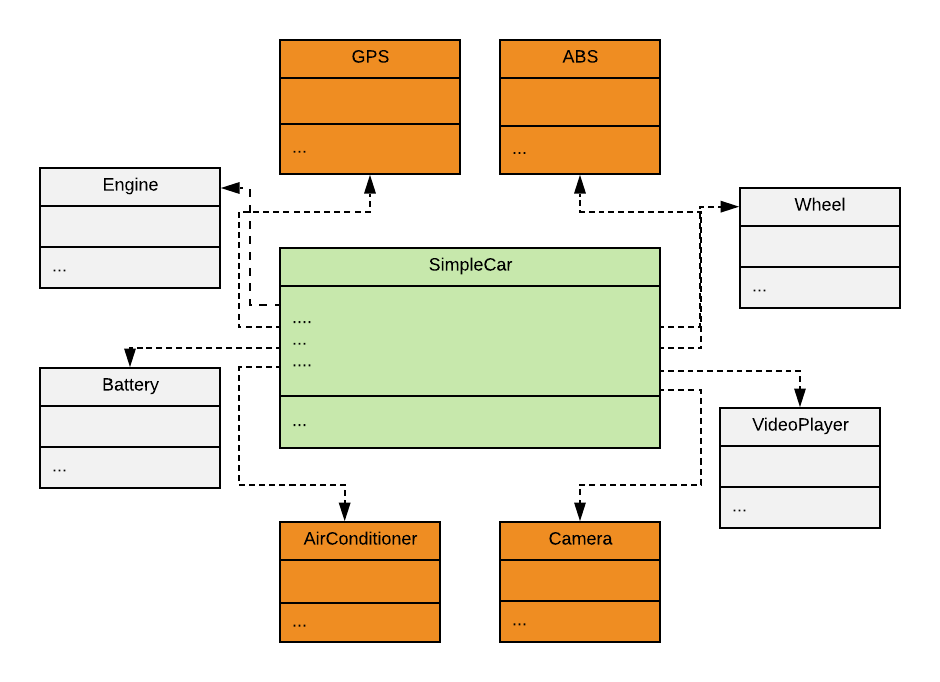 GPS
...
ABS
...
Engine
...
Wheel
...
SimpleCar
....
...
....
...
Battery
...
VideoPlayer
...
AirConditioner
...
Camera
...